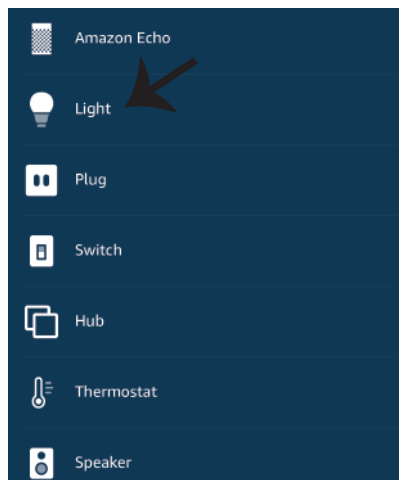 Amazon Echo
Light
Plug
Switch
Hub
Thermostat
Speaker